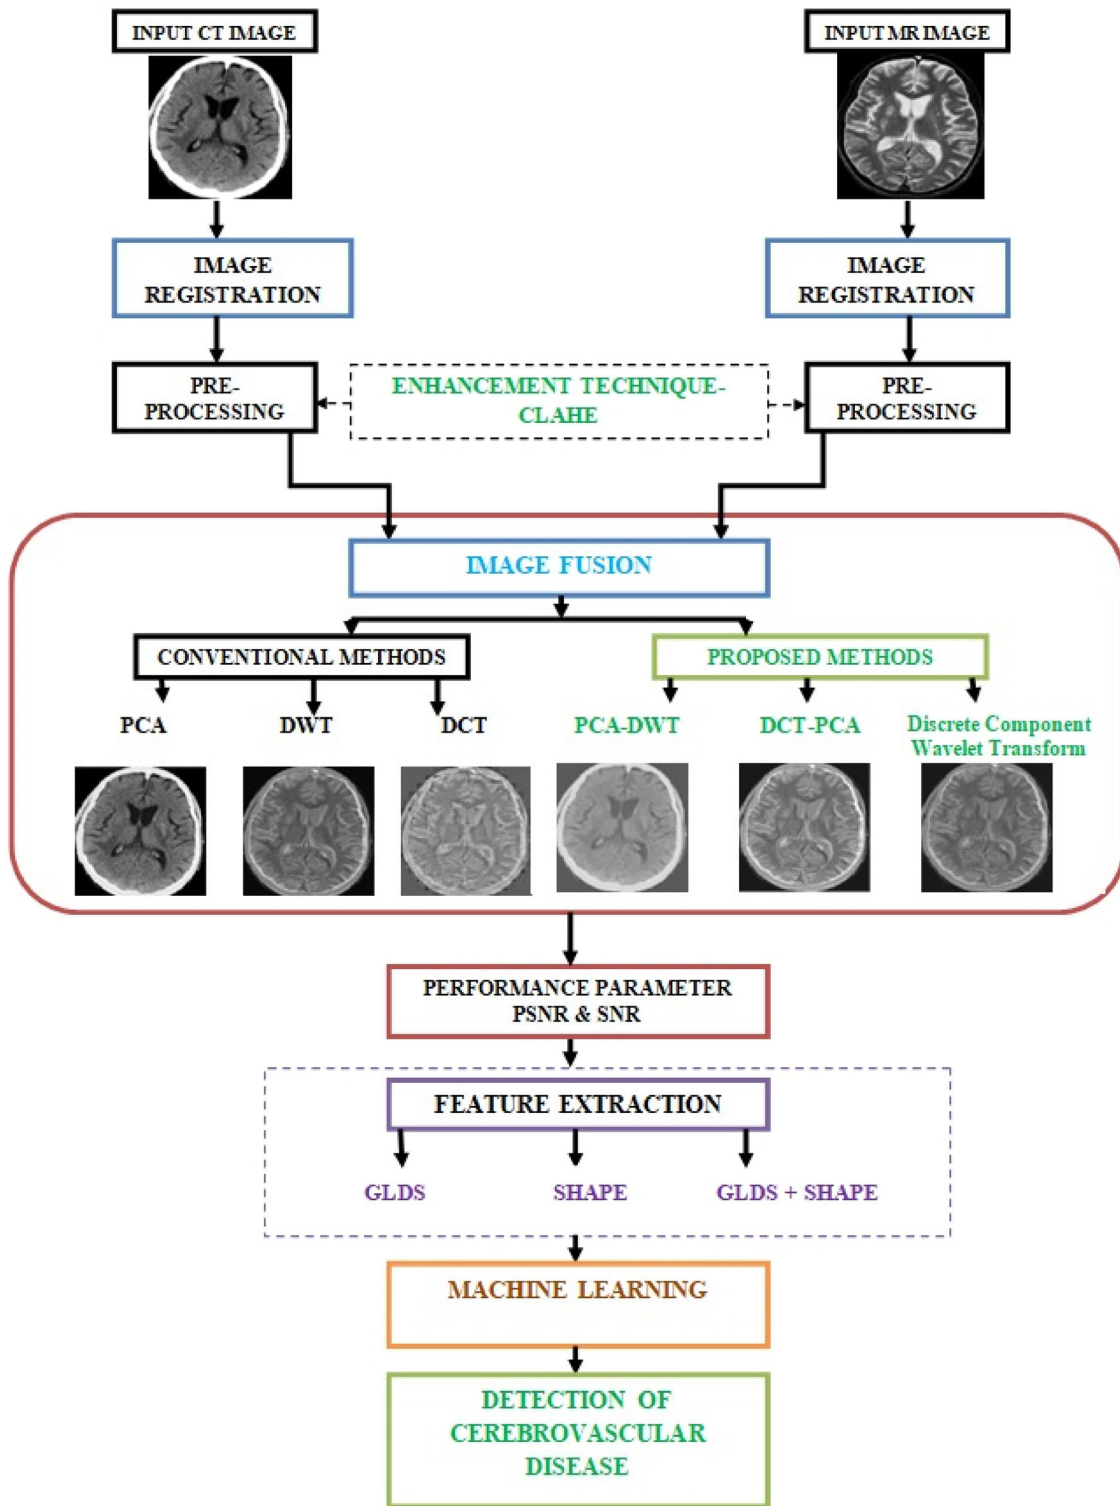 INPUT CT IMAGE
INPUT MR IMAGE
IMAGE
REGISTRATION
IMAGE
REGISTRATION
PRE-
PROCESSING
ENHANCEMENT TECHNIQUE-
CLAHE
PRE-
PROCESSING
IMAGE FUSION
CONVENTIONAL METHODS
PROPOSED METHODS
PCA
DWT
DCT
PCA-DWT
DCT-PCA
Discrete Component
Wavelet Transform
PERFORMANCE PARAMETER
PSNR & SNR
FEATURE EXTRACTION
GLDS
SHAPE
GLDS + SHAPE
MACHINE LEARNING
DETECTION OF
CEREBROVASCULAR
DISEASE